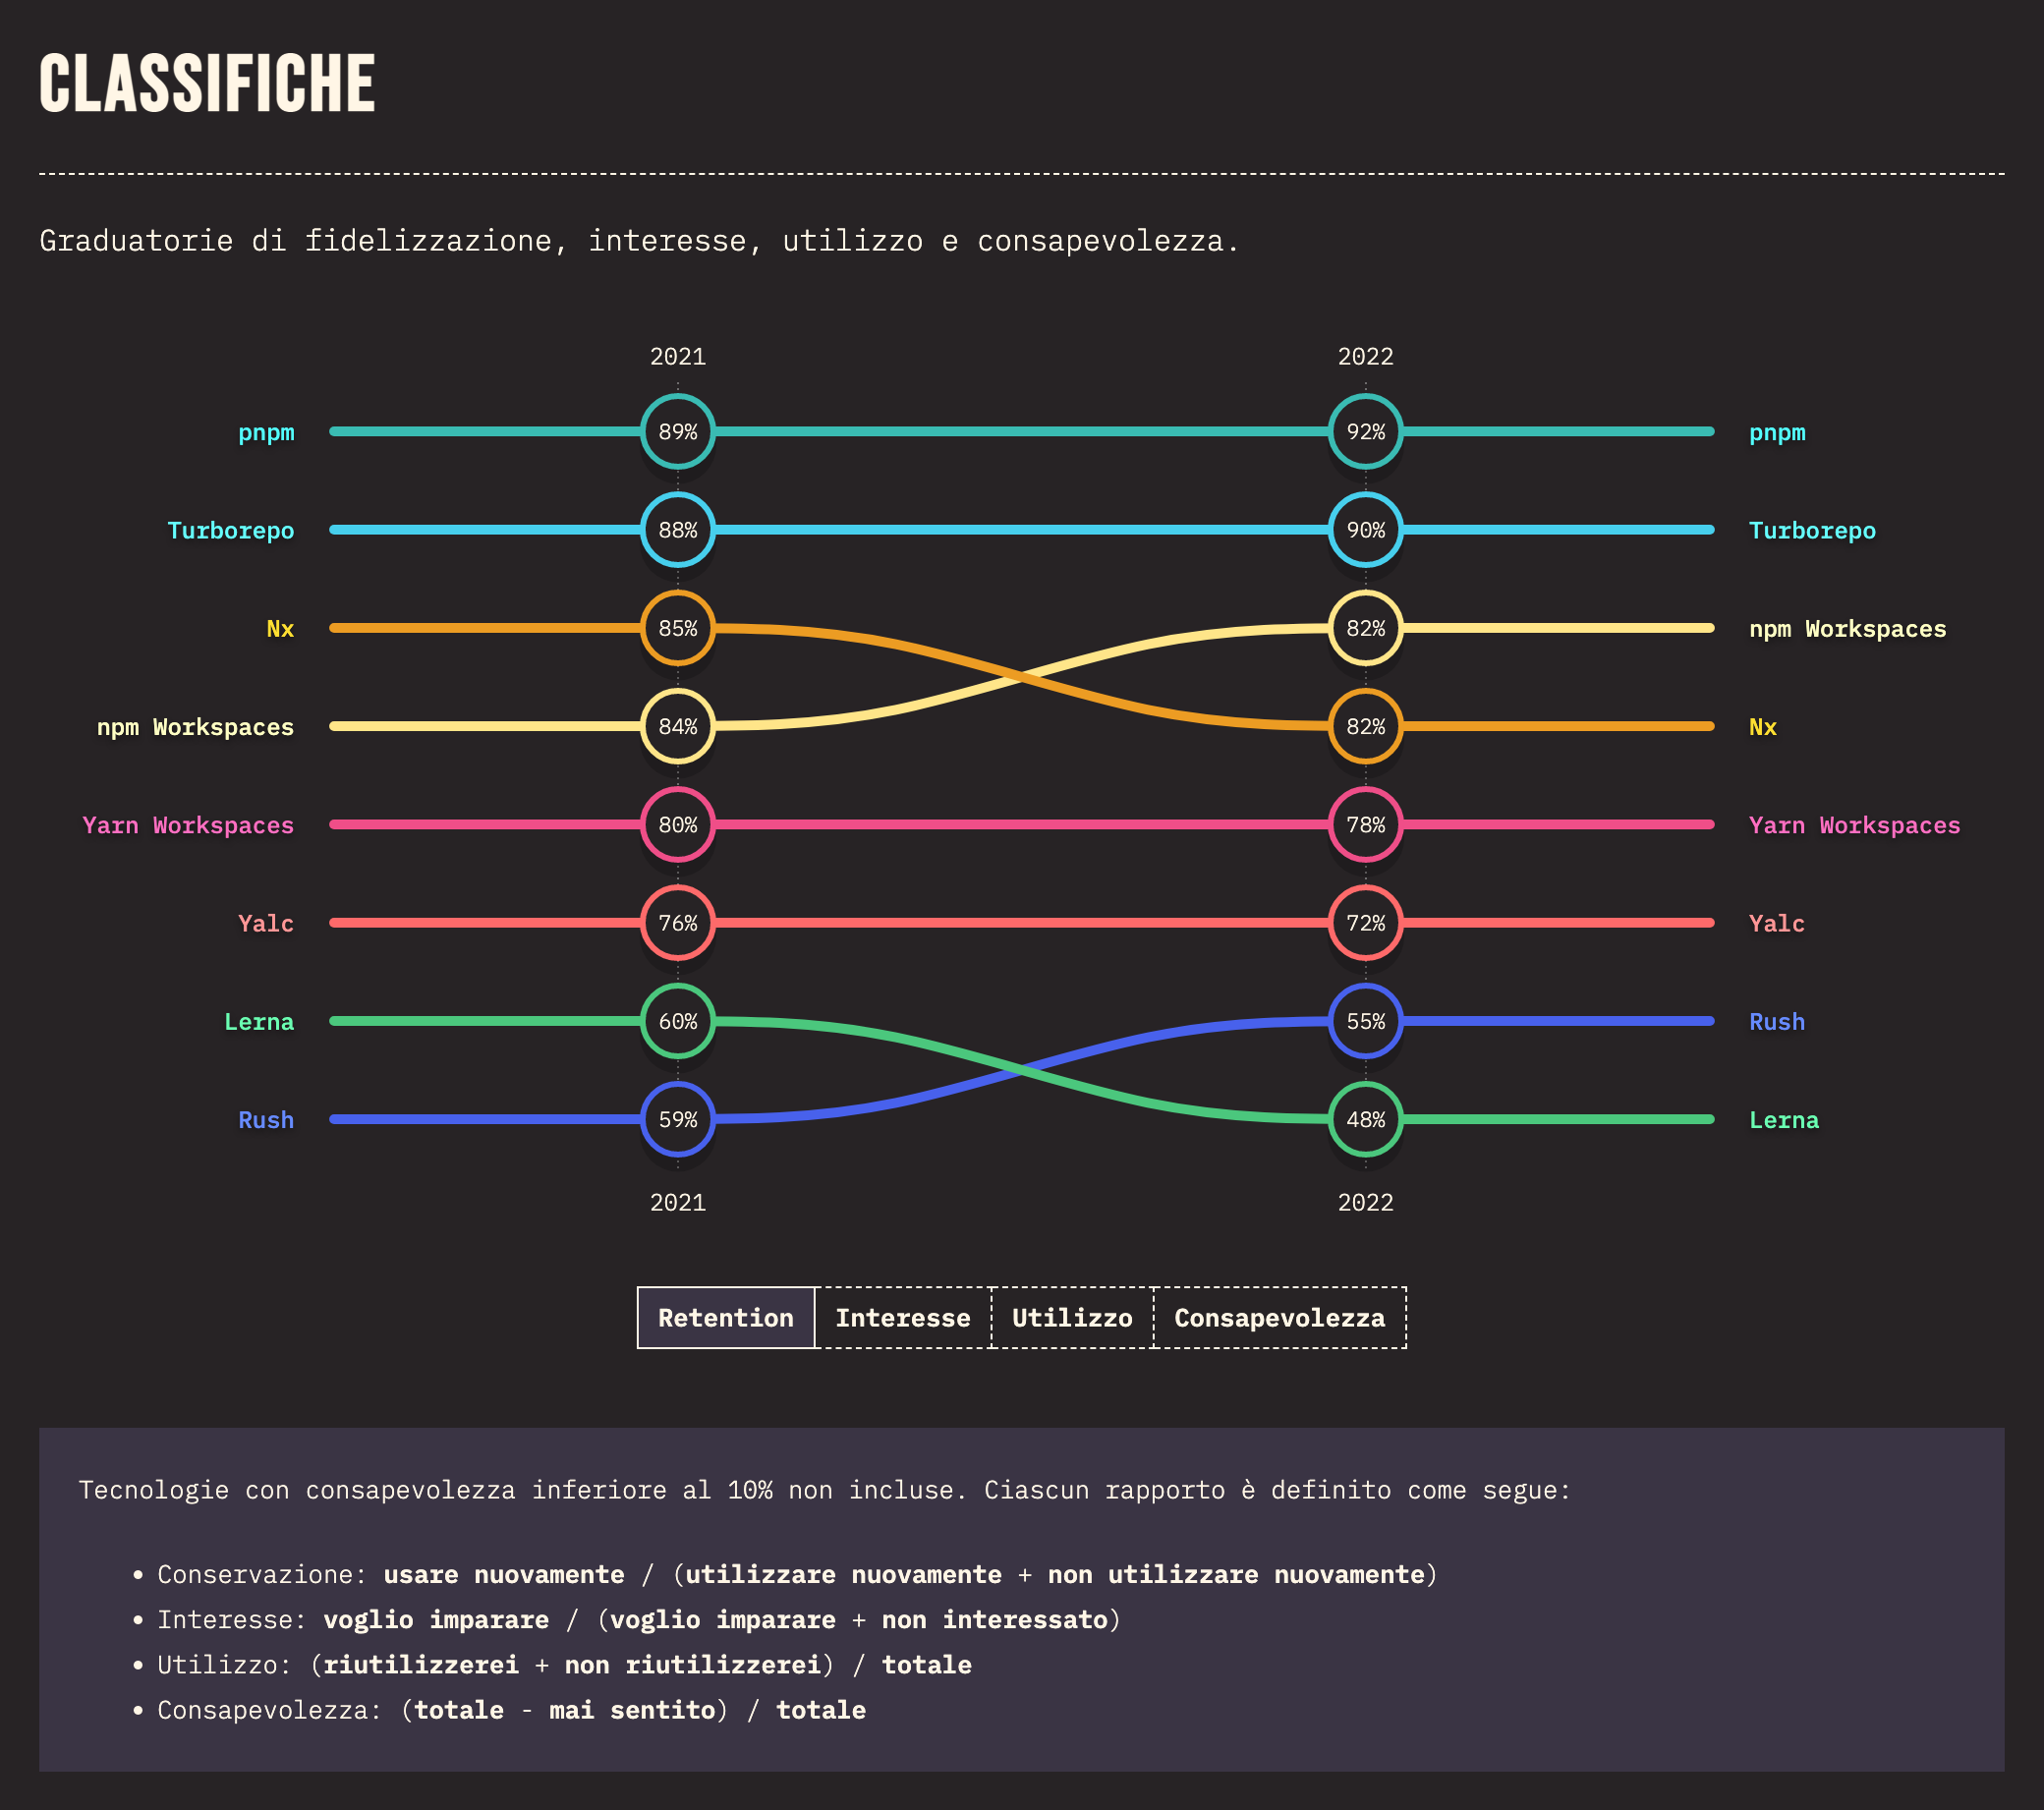 CLASSIFICHE
Graduatorie di fidelizzazione, interesse, utilizzo e consapevolezza.
2021 2022
pnpm 89% 92% pnpm
Turborepo 88% 90% Turborepo
Nx 85% 82% npm Workspaces
npm Workspaces 84% 82% Nx
Yarn Workspaces 80% 78% Yarn Workspaces
Yalc 76% 72% Yalc
Lerna 60% 55% Rush
Rush 59% 48% Lerna
2021 2022
Retention Interesse Utilizzo Consapevolezza
Tecnologie con consapevolezza inferiore al 10% non incluse. Ciascun rapporto è definito come segue:
• Conservazione: usare nuovamente / (utilizzare nuovamente + non utilizzare nuovamente)
• Interesse: voglio imparare / (voglio imparare + non interessato)
• Utilizzo: (riutilizzerei + non riutilizzerei) / totale
• Consapevolezza: (totale - mai sentito) / totale